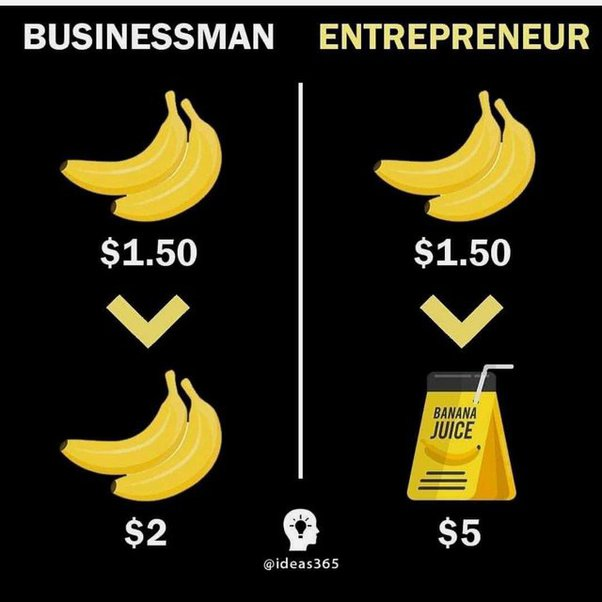 BUSINESSMAN
ENTREPRENEUR
$1.50
$1.50
BANANA
JUICE
$2
$5
@ideas365